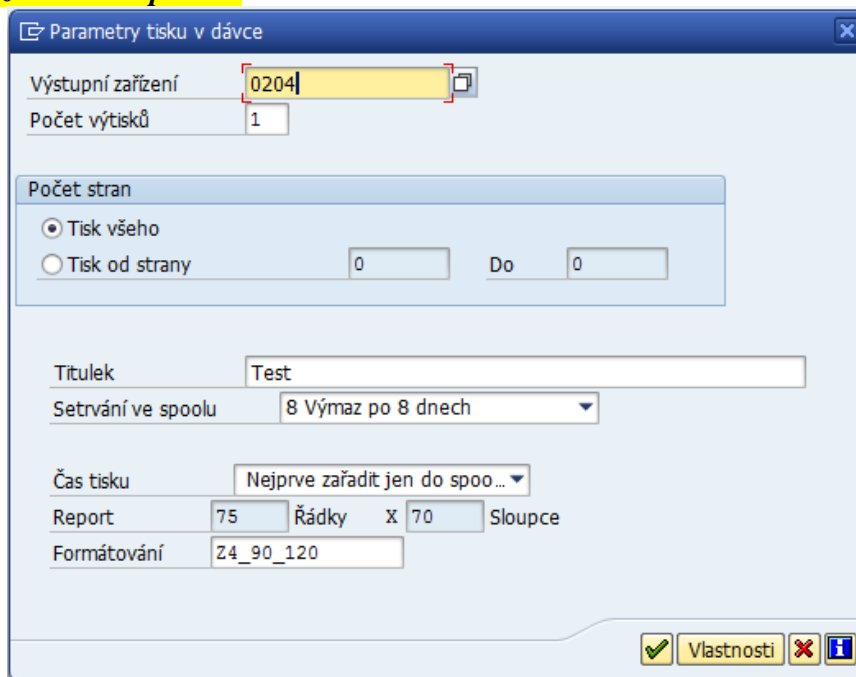 Parametry tisku v dávce
Výstupní zařízení 0204
Počet výtisků 1
Počet stran
Tisk všeho
Tisk od strany 0 Do 0
Titulek Test
Setrvání ve spoolu 8 Výmaz po 8 dnech
Čas tisku Nejprve zařadit jen do spoo…
Report 75 Řádky X 70 Sloupce
Formátování Z4_90_120
Vlastnosti